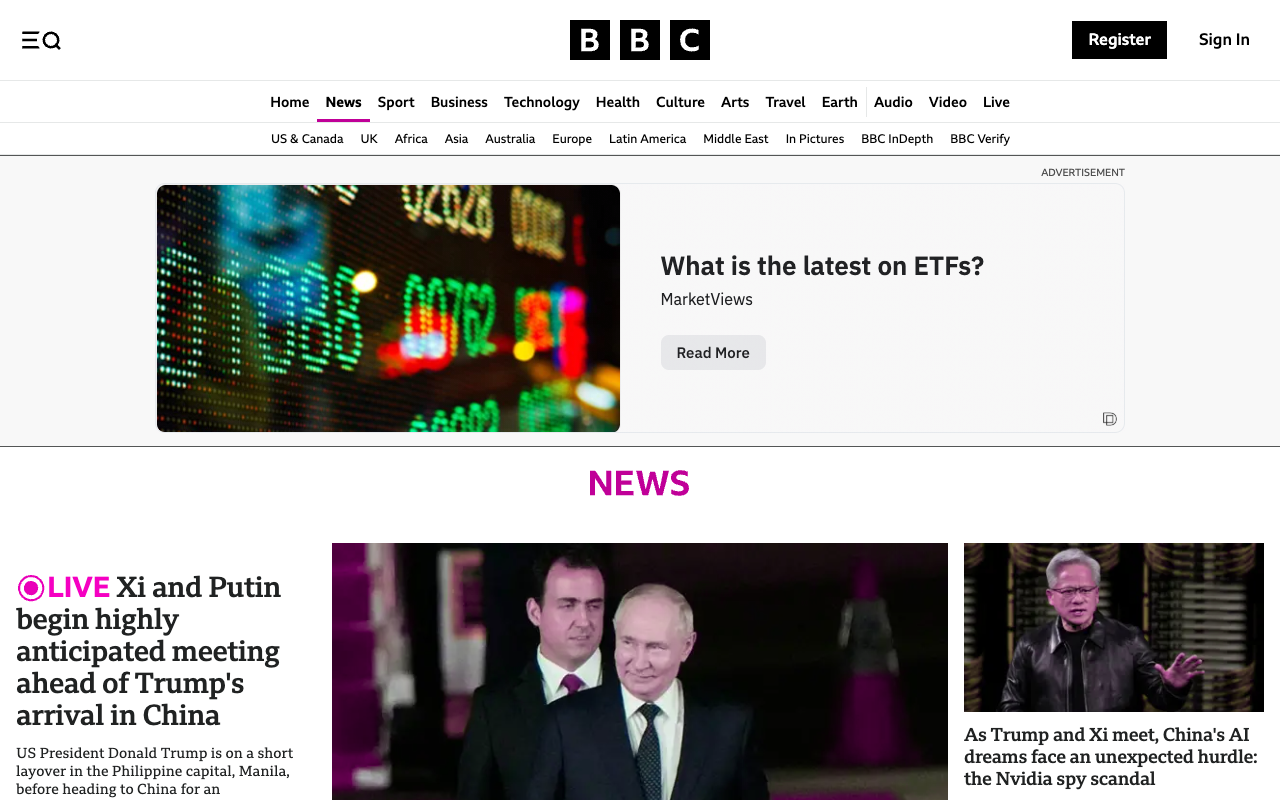 BBC
Register
Sign In
Home News Sport Business Technology Health Culture Arts Travel Earth Audio Video Live
US & Canada UK Africa Asia Australia Europe Latin America Middle East In Pictures BBC InDepth BBC Verify
ADVERTISEMENT
02828
0002
00762
What is the latest on ETFs?
MarketViews
Read More
NEWS
LIVE Xi and Putin
begin highly
anticipated meeting
ahead of Trump's
arrival in China
US President Donald Trump is on a short
layover in the Philippine capital, Manila,
before heading to China for an
As Trump and Xi meet, China's AI
dreams face an unexpected hurdle:
the Nvidia spy scandal